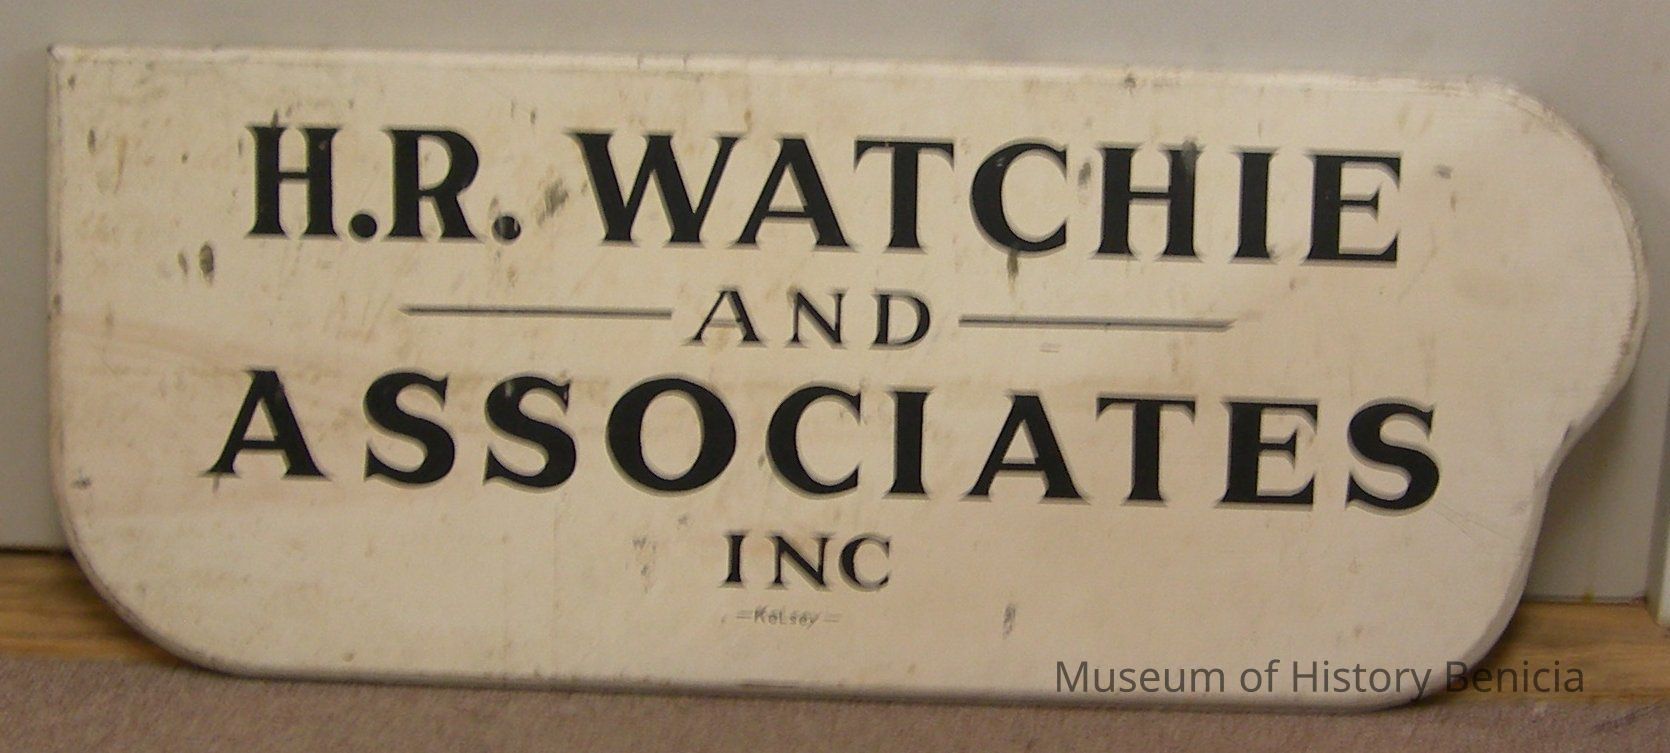 H.R. WATCHIE
AND
ASSOCIATES
INC
=Kelsey=
Museum of History Benicia